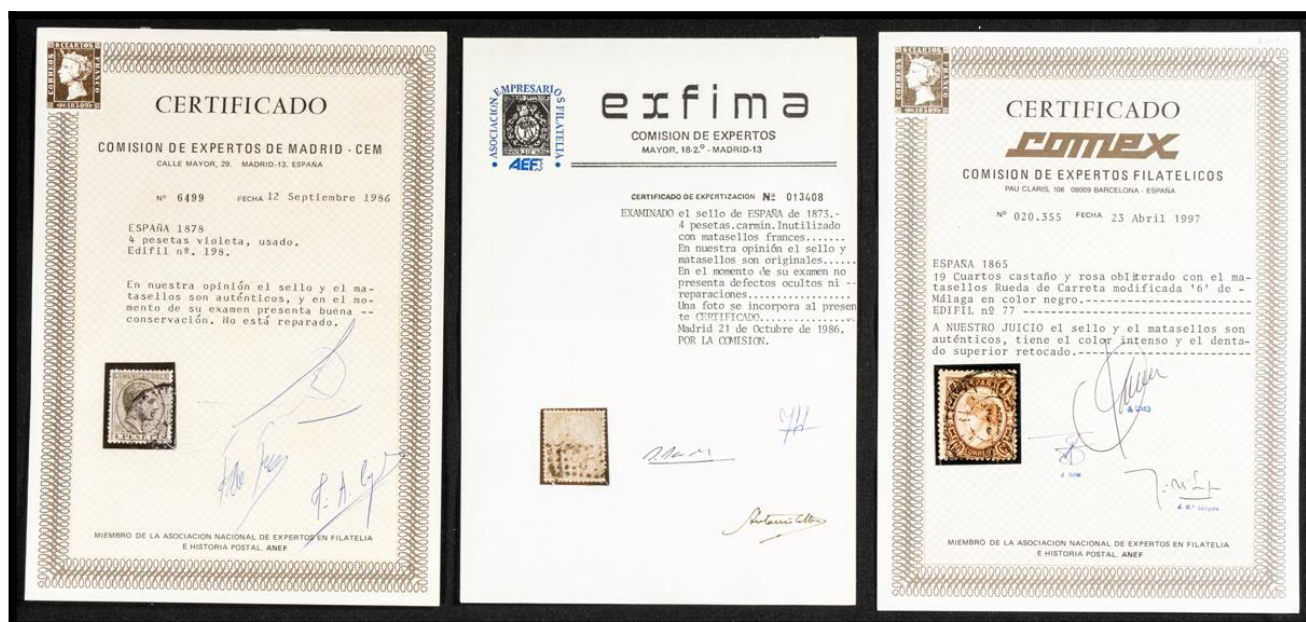 CORREOS
6 CUARTOS
FRANCO
1850
CERTIFICADO
COMISION DE EXPERTOS DE MADRID - CEM
CALLE MAYOR, 29. MADRID-13. ESPAÑA
Nº 6499 FECHA 12 Septiembre 1986
ESPAÑA 1878
4 pesetas violeta, usado.
Edifil nº. 198.
En nuestra opinión el sello y el ma-
tasellos son auténticos, y en el mo-
mento de su examen presenta buena --
conservación. No está reparado.
MIEMBRO DE LA ASOCIACION NACIONAL DE EXPERTOS EN FILATELIA
E HISTORIA POSTAL. ANEF
ASOCIACION EMPRESARIOS FILATELIA
AEF
exfima
COMISION DE EXPERTOS
MAYOR, 18-2.º - MADRID-13
CERTIFICADO DE EXPERTIZACION Nº 013408
EXAMINADO el sello de ESPAÑA de 1873.-
4 pesetas.carmin.Inutilizado
con matasellos frances.......
En nuestra opinión el sello y
matasellos son originales.....
En el momento de su examen no
presenta defectos ocultos ni --
reparaciones.................
Una foto se incorpora al presen
te CERTIFICADO...............
Madrid 21 de Octubre de 1986.
POR LA COMISION.
CORREOS
6 CUARTOS
FRANCO
1850
CERTIFICADO
comex
COMISION DE EXPERTOS FILATELICOS
PAU CLARIS, 106 08009 BARCELONA - ESPAÑA
Nº 020.355 FECHA 23 Abril 1997
ESPAÑA 1865
19 Cuartos castaño y rosa obliterado con el ma-
tasellos Rueda de Carreta modificada '6' de -
Málaga en color negro.-------------------------
EDIFIL nº 77 ----------------------------------
A NUESTRO JUICIO el sello y el matasellos son
auténticos, tiene el color intenso y el denta-
do superior retocado.--------------------------
MIEMBRO DE LA ASOCIACION NACIONAL DE EXPERTOS EN FILATELIA
E HISTORIA POSTAL. ANEF